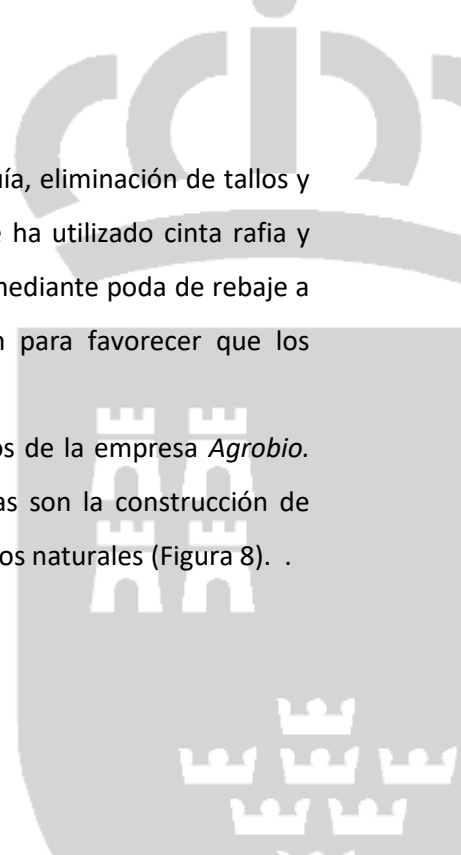 uía, eliminación de tallos y
ha utilizado cinta rafia y
mediante poda de rebaje a
para favorecer que los
os de la empresa Agrobio.
as son la construcción de
os naturales (Figura 8). .